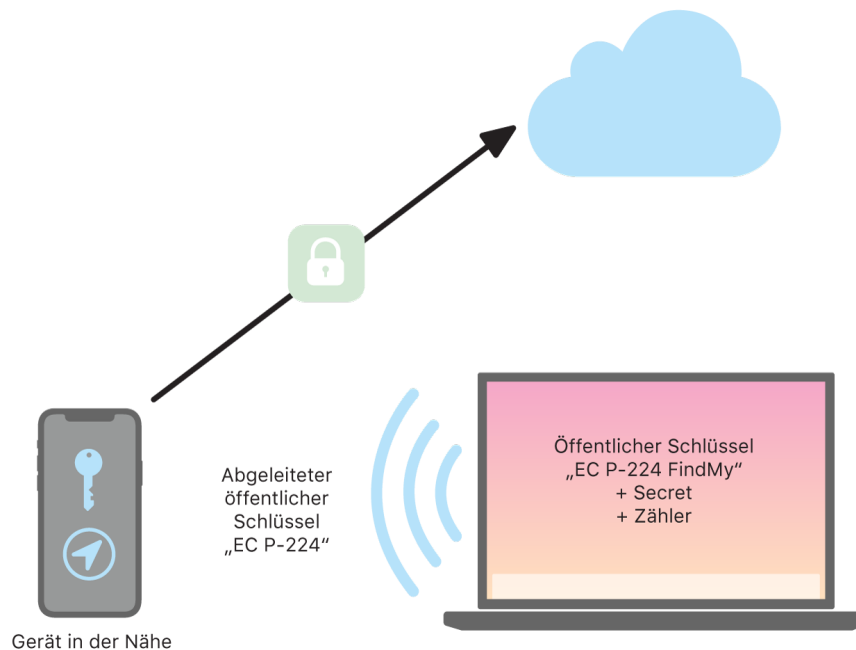 Abgeleiteter
öffentlicher
Schlüssel
„EC P-224“
Öffentlicher Schlüssel
„EC P-224 FindMy“
+ Secret
+ Zähler
Gerät in der Nähe